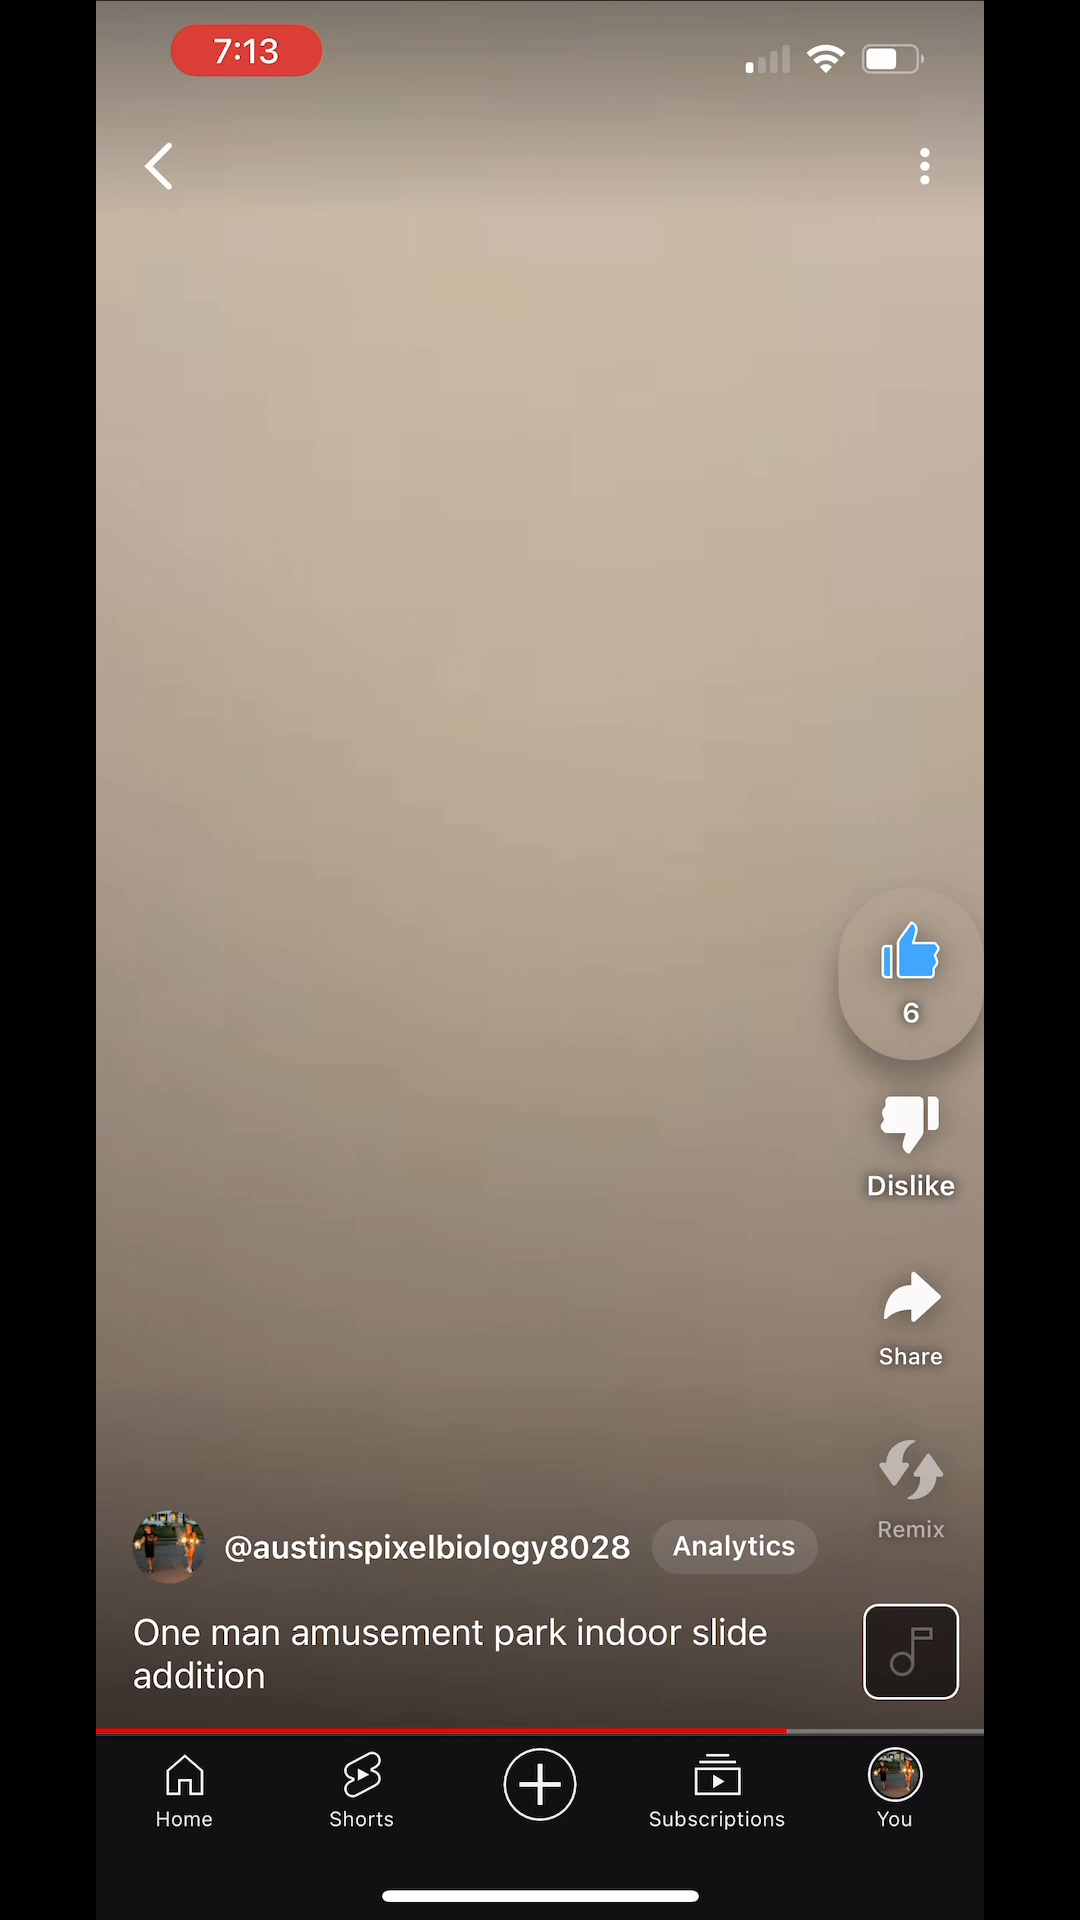 7:13
6
Dislike
Share
Remix
@austinspixelbiology8028 Analytics
One man amusement park indoor slide
addition
Home Shorts Subscriptions You